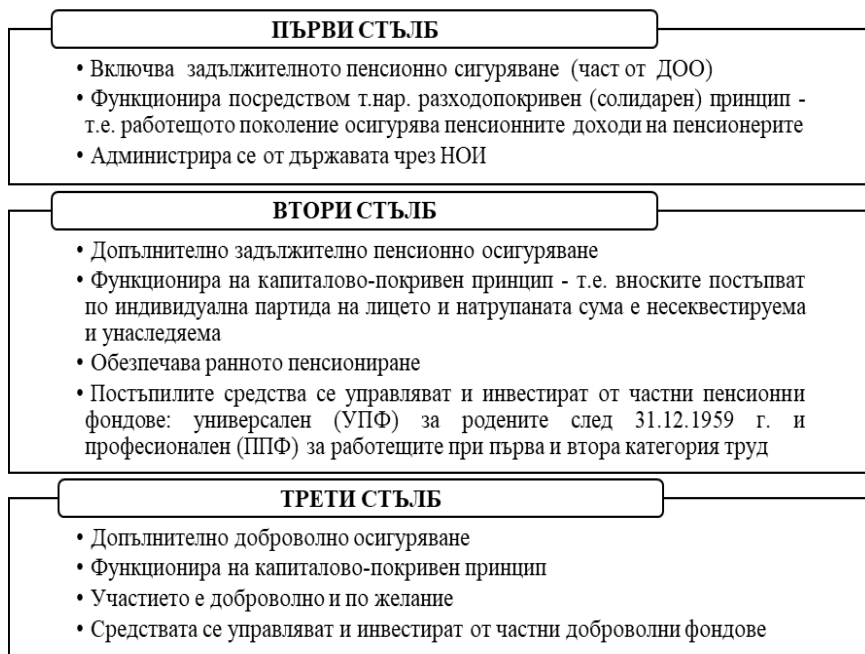 ПЪРВИ СТЪЛБ
• Включва задължителното пенсионно сигуряване (част от ДОО)
• Функционира посредством т.нар. разходопокривен (солидарен) принцип -
т.е. работещото поколение осигурява пенсионните доходи на пенсионерите
• Администрира се от държавата чрез НОИ
ВТОРИ СТЪЛБ
• Допълнително задължително пенсионно осигуряване
• Функционира на капиталово-покривен принцип - т.е. вноските постъпват
по индивидуална партида на лицето и натрупаната сума е несеквестируема
и унаследяема
• Обезпечава ранното пенсиониране
• Постъпилите средства се управляват и инвестират от частни пенсионни
фондове: универсален (УПФ) за родените след 31.12.1959 г. и
професионален (ППФ) за работещите при първа и втора категория труд
ТРЕТИ СТЪЛБ
• Допълнително доброволно осигуряване
• Функционира на капиталово-покривен принцип
• Участието е доброволно и по желание
• Средствата се управляват и инвестират от частни доброволни фондове